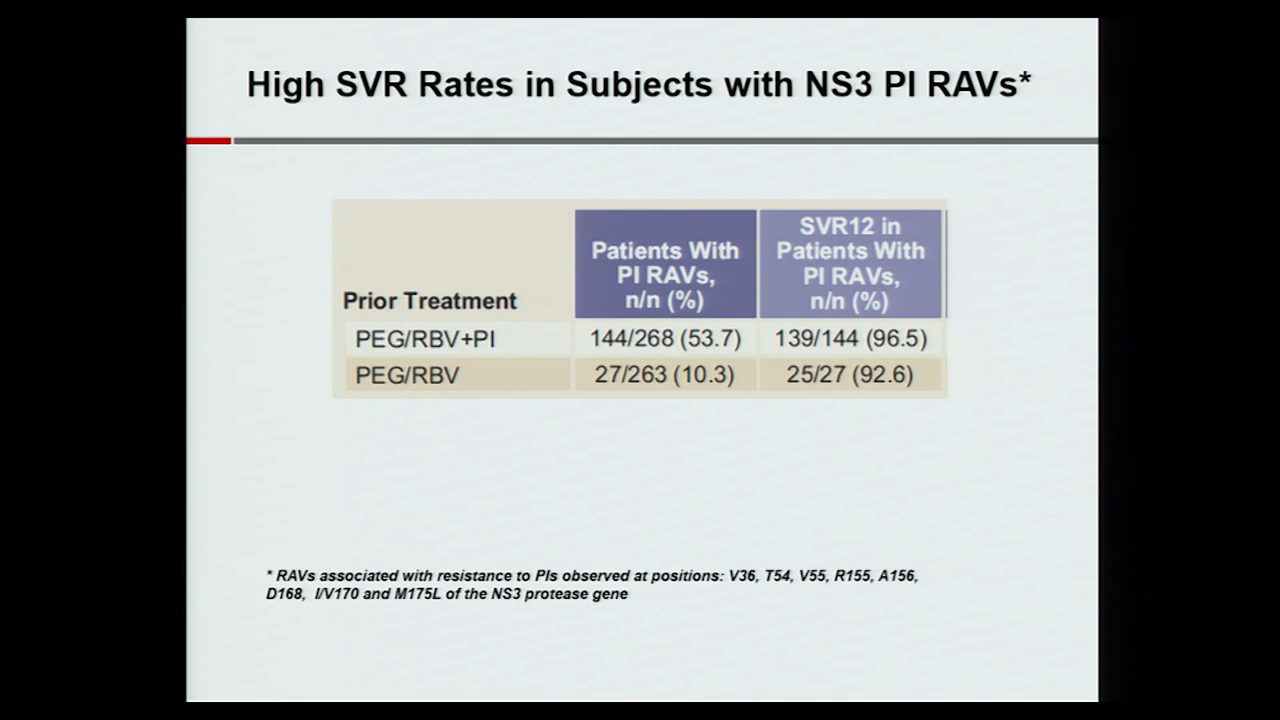 High SVR Rates in Subjects with NS3 PI RAVs*
Prior Treatment
Patients With
PI RAVs,
n/n (%)
SVR12 in
Patients With
PI RAVs,
n/n (%)
PEG/RBV+PI 144/268 (53.7) 139/144 (96.5)
PEG/RBV 27/263 (10.3) 25/27 (92.6)
* RAVs associated with resistance to PIs observed at positions: V36, T54, V55, R155, A156,
D168, I/V170 and M175L of the NS3 protease gene